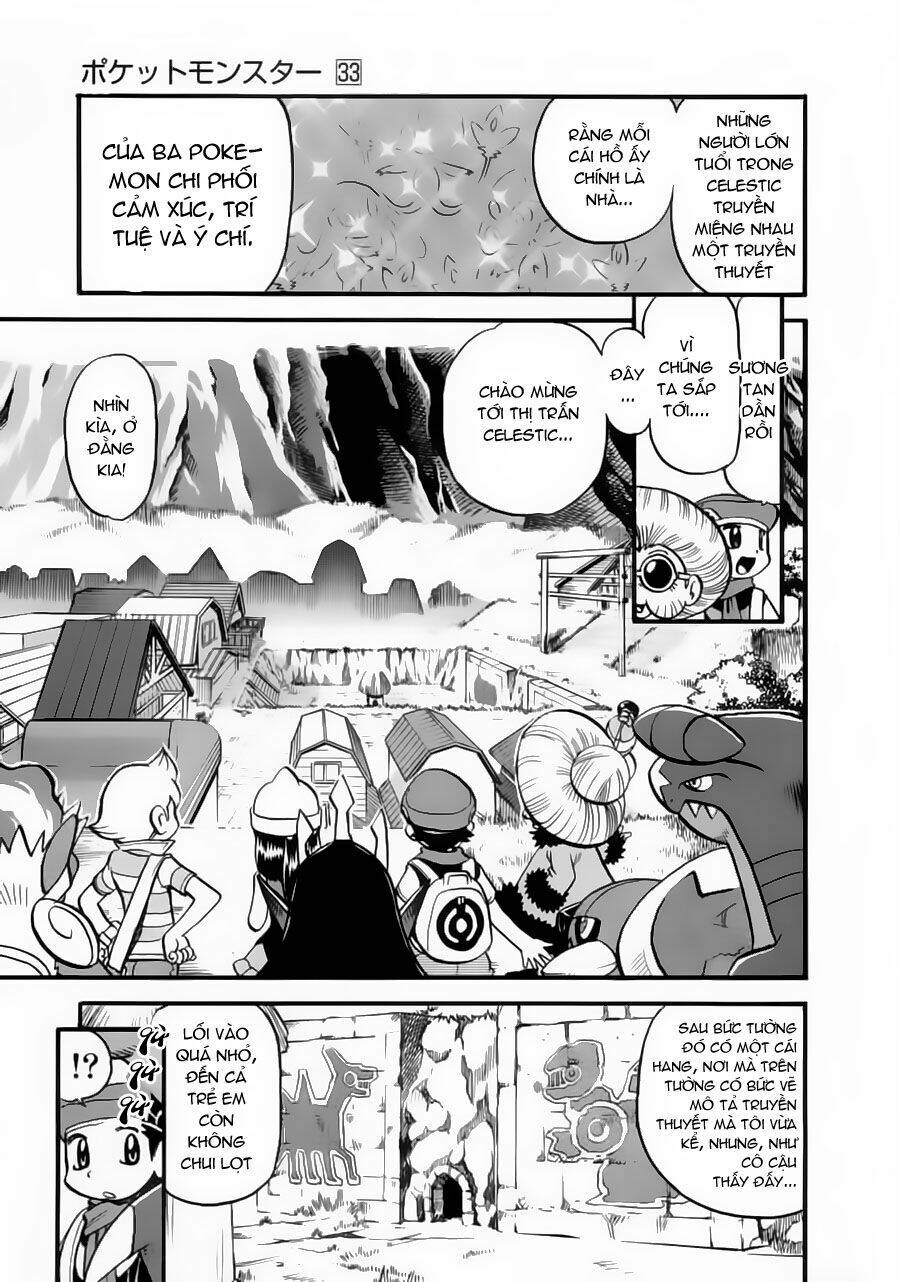 ポケットモンスター 33
NHỮNG
NGƯỜI LỚN
TUỔI TRONG
CELESTIC
TRUYỀN
MIỆNG NHAU
MỘT TRUYỀN
THUYẾT
RẰNG MỖI
CÁI HỒ ẤY
CHÍNH LÀ
NHÀ...
CỦA BA POKE-
MON CHI PHỐI
CẢM XÚC, TRÍ
TUỆ VÀ Ý CHÍ.
SƯƠNG
TAN
DẦN
RỒI
VÌ
CHÚNG
TA SẮP
TỚI....
ĐÂY
...
CHÀO MỪNG
TỚI THỊ TRẤN
CELESTIC...
NHÌN
KÌA, Ở
ĐẰNG
KIA!
SAU BỨC TƯỜNG
ĐÓ CÓ MỘT CÁI
HANG, NƠI MÀ TRÊN
TƯỜNG CÓ BỨC VẼ
MÔ TẢ TRUYỀN
THUYẾT MÀ TÔI VỪA
KỂ, NHƯNG, NHƯ
CÔ CẬU
THẤY ĐẤY...
LỐI VÀO
QUÁ NHỎ,
ĐẾN CẢ
TRẺ EM
CÒN
KHÔNG
CHUI LỌT
gừ
gừ
gừ
!?